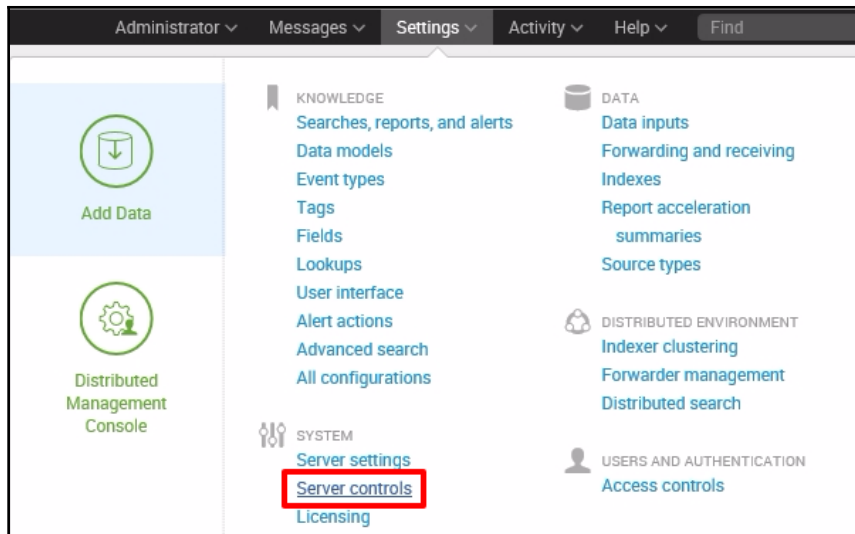 Administrator Messages Settings Activity Help Find
Add Data
Distributed
Management
Console
KNOWLEDGE
Searches, reports, and alerts
Data models
Event types
Tags
Fields
Lookups
User interface
Alert actions
Advanced search
All configurations
SYSTEM
Server settings
Server controls
Licensing
DATA
Data inputs
Forwarding and receiving
Indexes
Report acceleration
summaries
Source types
DISTRIBUTED ENVIRONMENT
Indexer clustering
Forwarder management
Distributed search
USERS AND AUTHENTICATION
Access controls